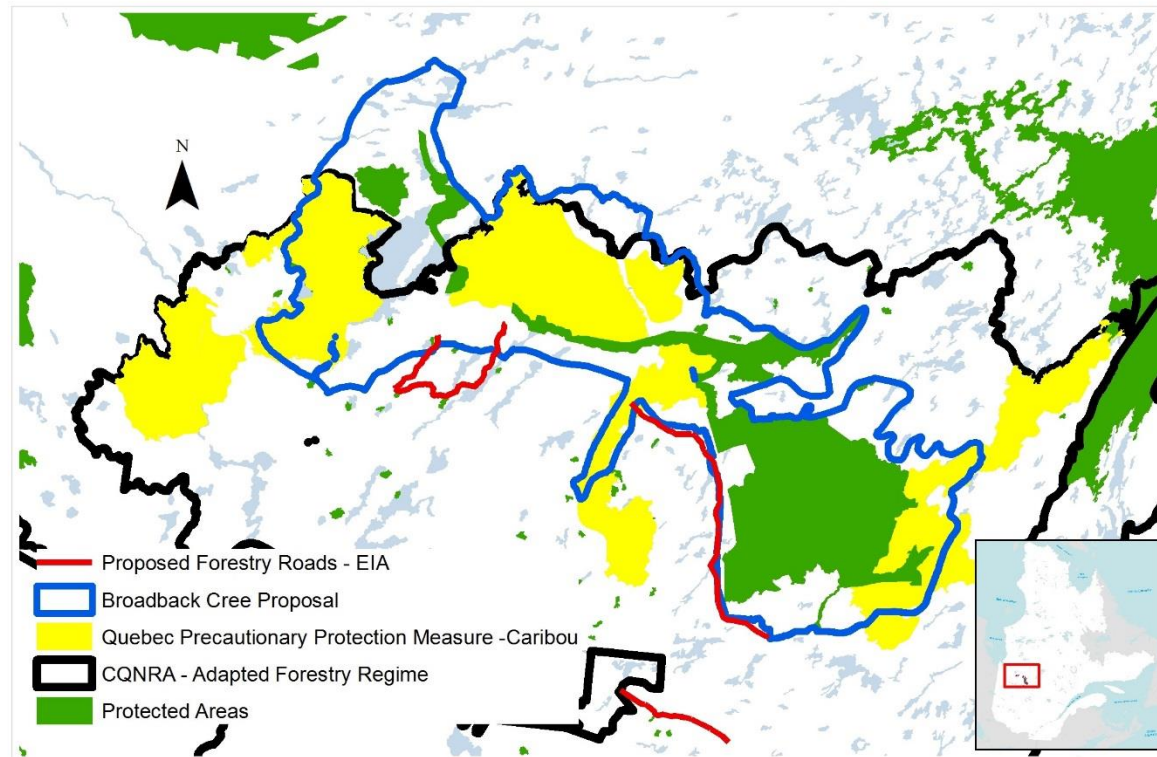 N
Proposed Forestry Roads - EIA
Broadback Cree Proposal
Quebec Precautionary Protection Measure -Caribou
CQNRA - Adapted Forestry Regime
Protected Areas